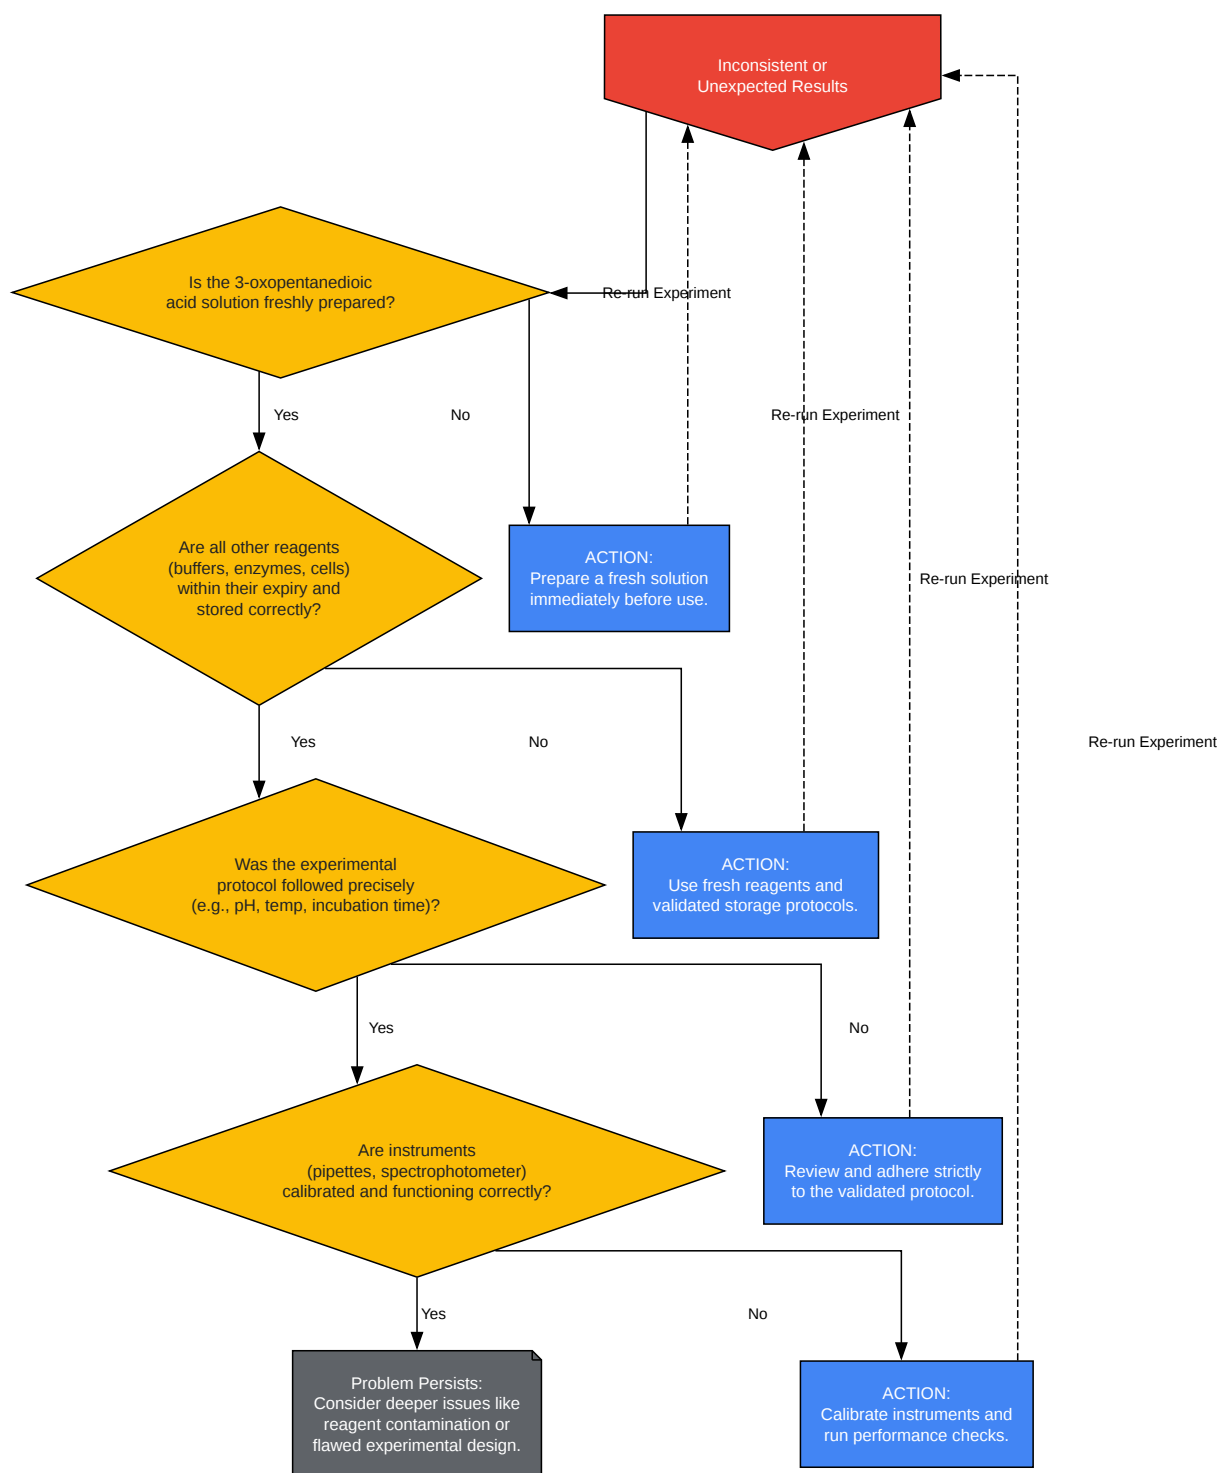 Inconsistent or
Unexpected Results
Is the 3-oxopentanedioic
acid solution freshly prepared?
Re-run Experiment
Yes
No
Re-run Experiment
Are all other reagents
(buffers, enzymes, cells)
within their expiry and
stored correctly?
ACTION:
Prepare a fresh solution
immediately before use.
Re-run Experiment
Yes
No
Re-run Experiment
Was the experimental
protocol followed precisely
(e.g., pH, temp, incubation time)?
ACTION:
Use fresh reagents and
validated storage protocols.
Yes
No
Are instruments
(pipettes, spectrophotometer)
calibrated and functioning correctly?
ACTION:
Review and adhere strictly
to the validated protocol.
Yes
No
Problem Persists:
Consider deeper issues like
reagent contamination or
flawed experimental design.
ACTION:
Calibrate instruments and
run performance checks.